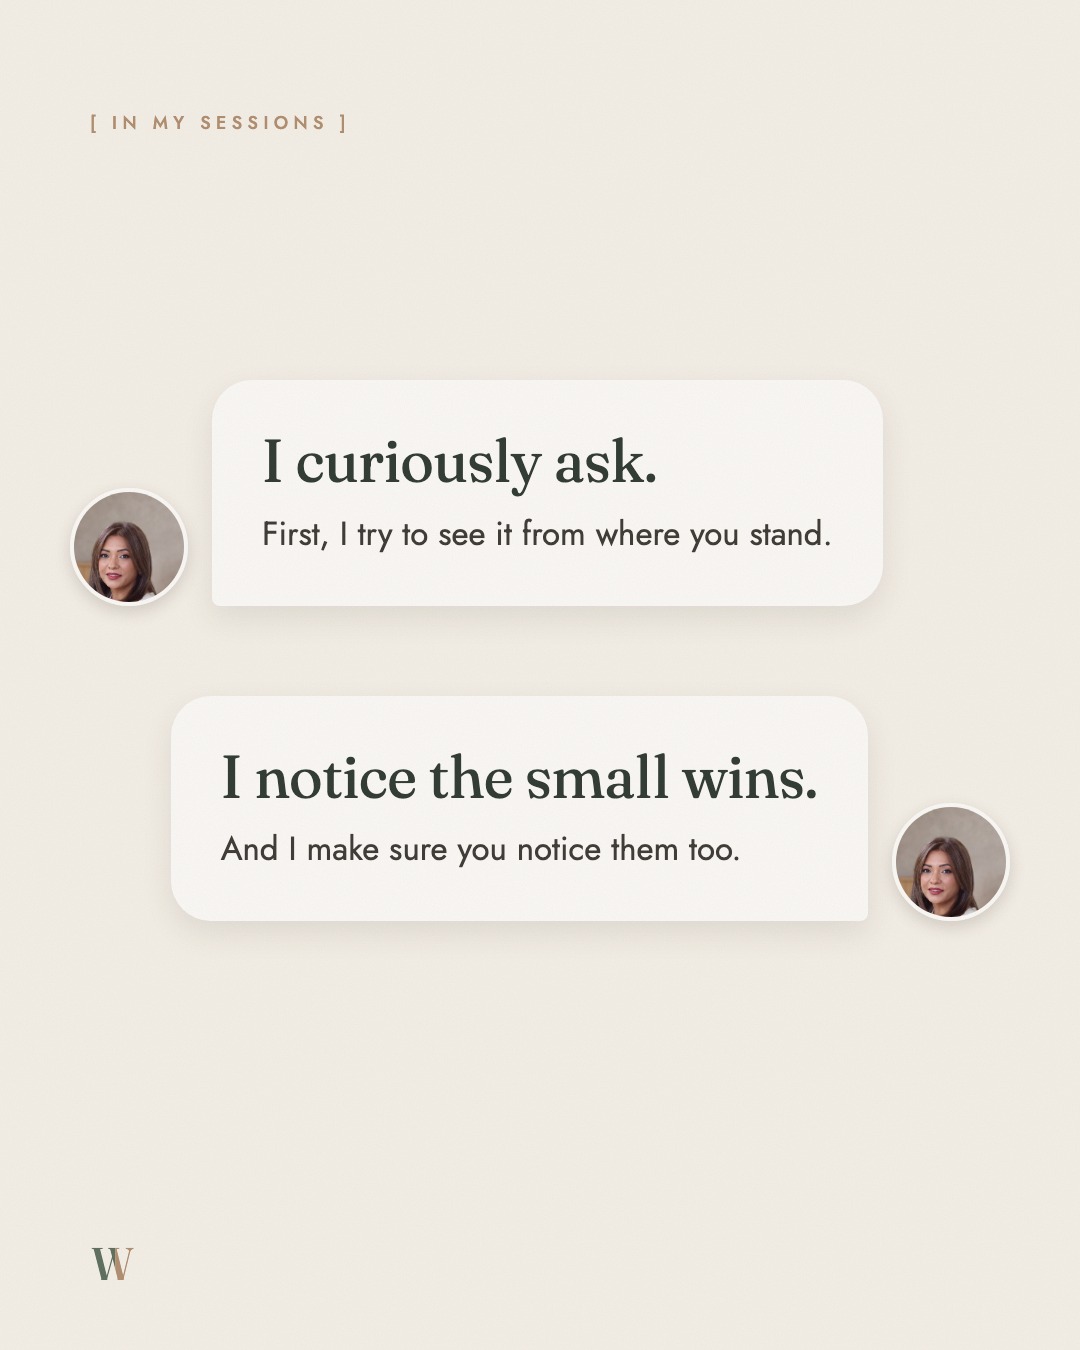 [ IN MY SESSIONS ]
I curiously ask.
First, I try to see it from where you stand.
I notice the small wins.
And I make sure you notice them too.
W